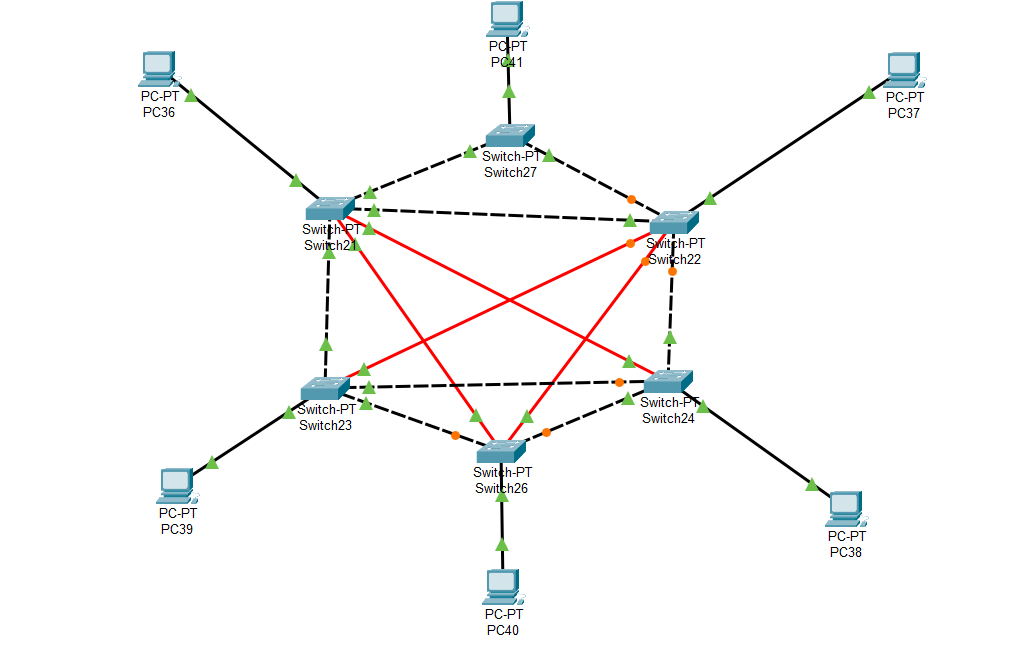 PC-PT
PC41
PC-PT
PC36
PC-PT
PC37
Switch-PT
Switch27
Switch-PT
Switch21
Switch-PT
Switch22
Switch-PT
Switch23
Switch-PT
Switch24
Switch-PT
Switch26
PC-PT
PC39
PC-PT
PC38
PC-PT
PC40